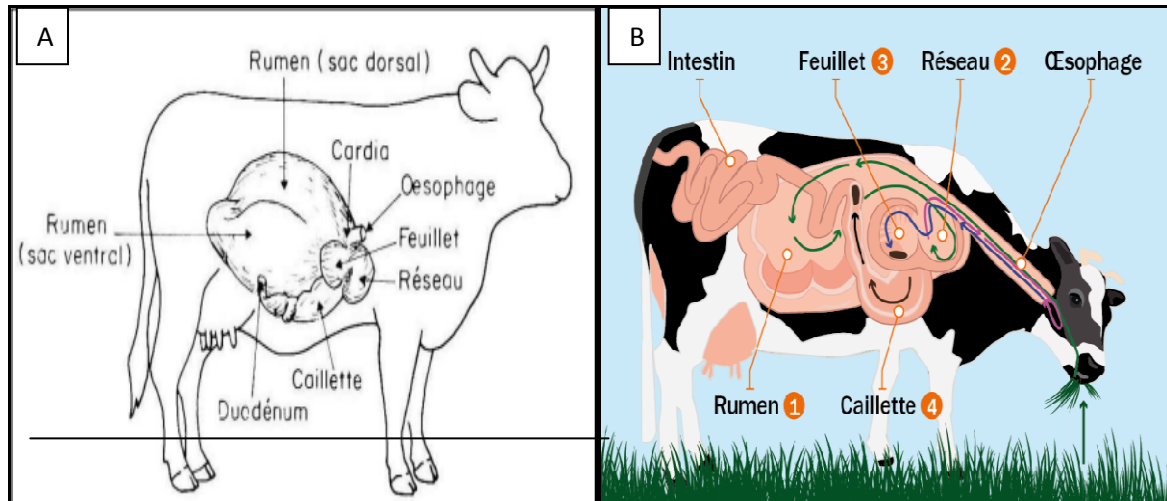 A
Rumen (sac dorsal)
Cardia
Oesophage
Rumen
(sac ventral)
Feuillet
Réseau
Caillette
Duodénum
B
Intestin
Feuillet 3
Réseau 2
Œsophage
Rumen 1
Caillette 4